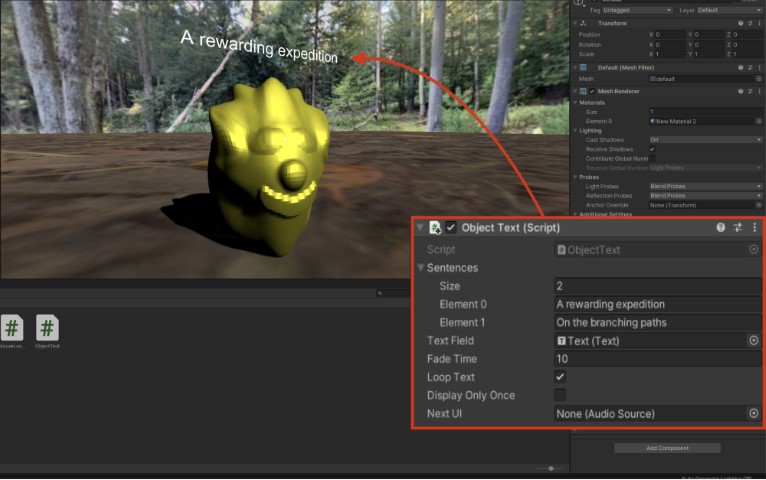 Tag Untagged Layer Default
Transform
Position X 0 Y 0 Z 0
Rotation X 0 Y 0 Z 0
Scale X 1 Y 1 Z 1
Default (Mesh Filter)
Mesh default
Mesh Renderer
Materials
Size 1
Element 0 New Material 2
Lighting
Cast Shadows On
Receive Shadows
Contribute Global Illumin
Receive Global Illuminat Light Probes
Probes
Light Probes Blend Probes
Reflection Probes Blend Probes
Anchor Override None (Transform)
Additional Settings
A rewarding expedition
# Object Text (Script)
Script # ObjectText
Sentences
Size 2
Element 0 A rewarding expedition
Element 1 On the branching paths
Text Field T Text (Text)
Fade Time 10
Loop Text
Display Only Once
Next UI None (Audio Source)
# #
MouseLoo... ObjectText
Add Component